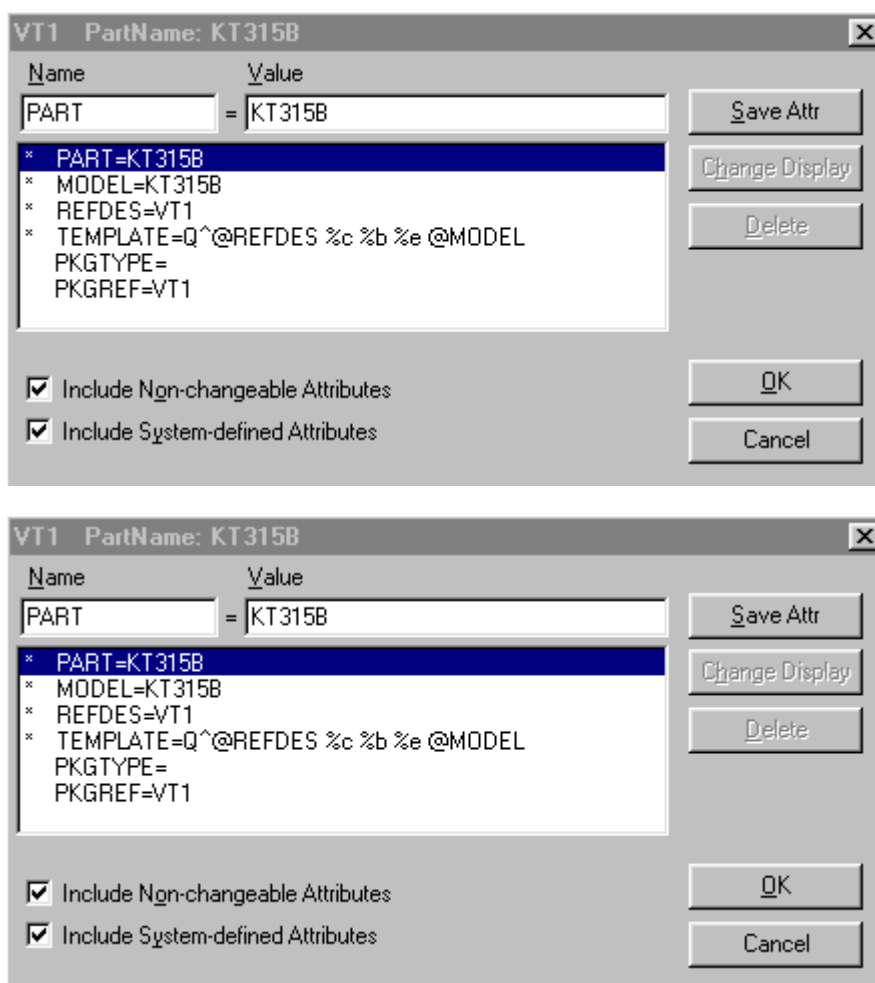 VT1 PartName: KT315B
Name Value
PART = KT315B Save Attr
* PART=KT315B
Change Display
* MODEL=KT315B
* REFDES=VT1
* TEMPLATE=Q^@REFDES %c %b %e @MODEL
Delete
PKGTYPE=
PKGREF=VT1
Include Non-changeable Attributes
OK
Include System-defined Attributes
Cancel
VT1 PartName: KT315B
Name Value
PART = KT315B Save Attr
* PART=KT315B
Change Display
* MODEL=KT315B
* REFDES=VT1
* TEMPLATE=Q^@REFDES %c %b %e @MODEL
Delete
PKGTYPE=
PKGREF=VT1
Include Non-changeable Attributes
OK
Include System-defined Attributes
Cancel